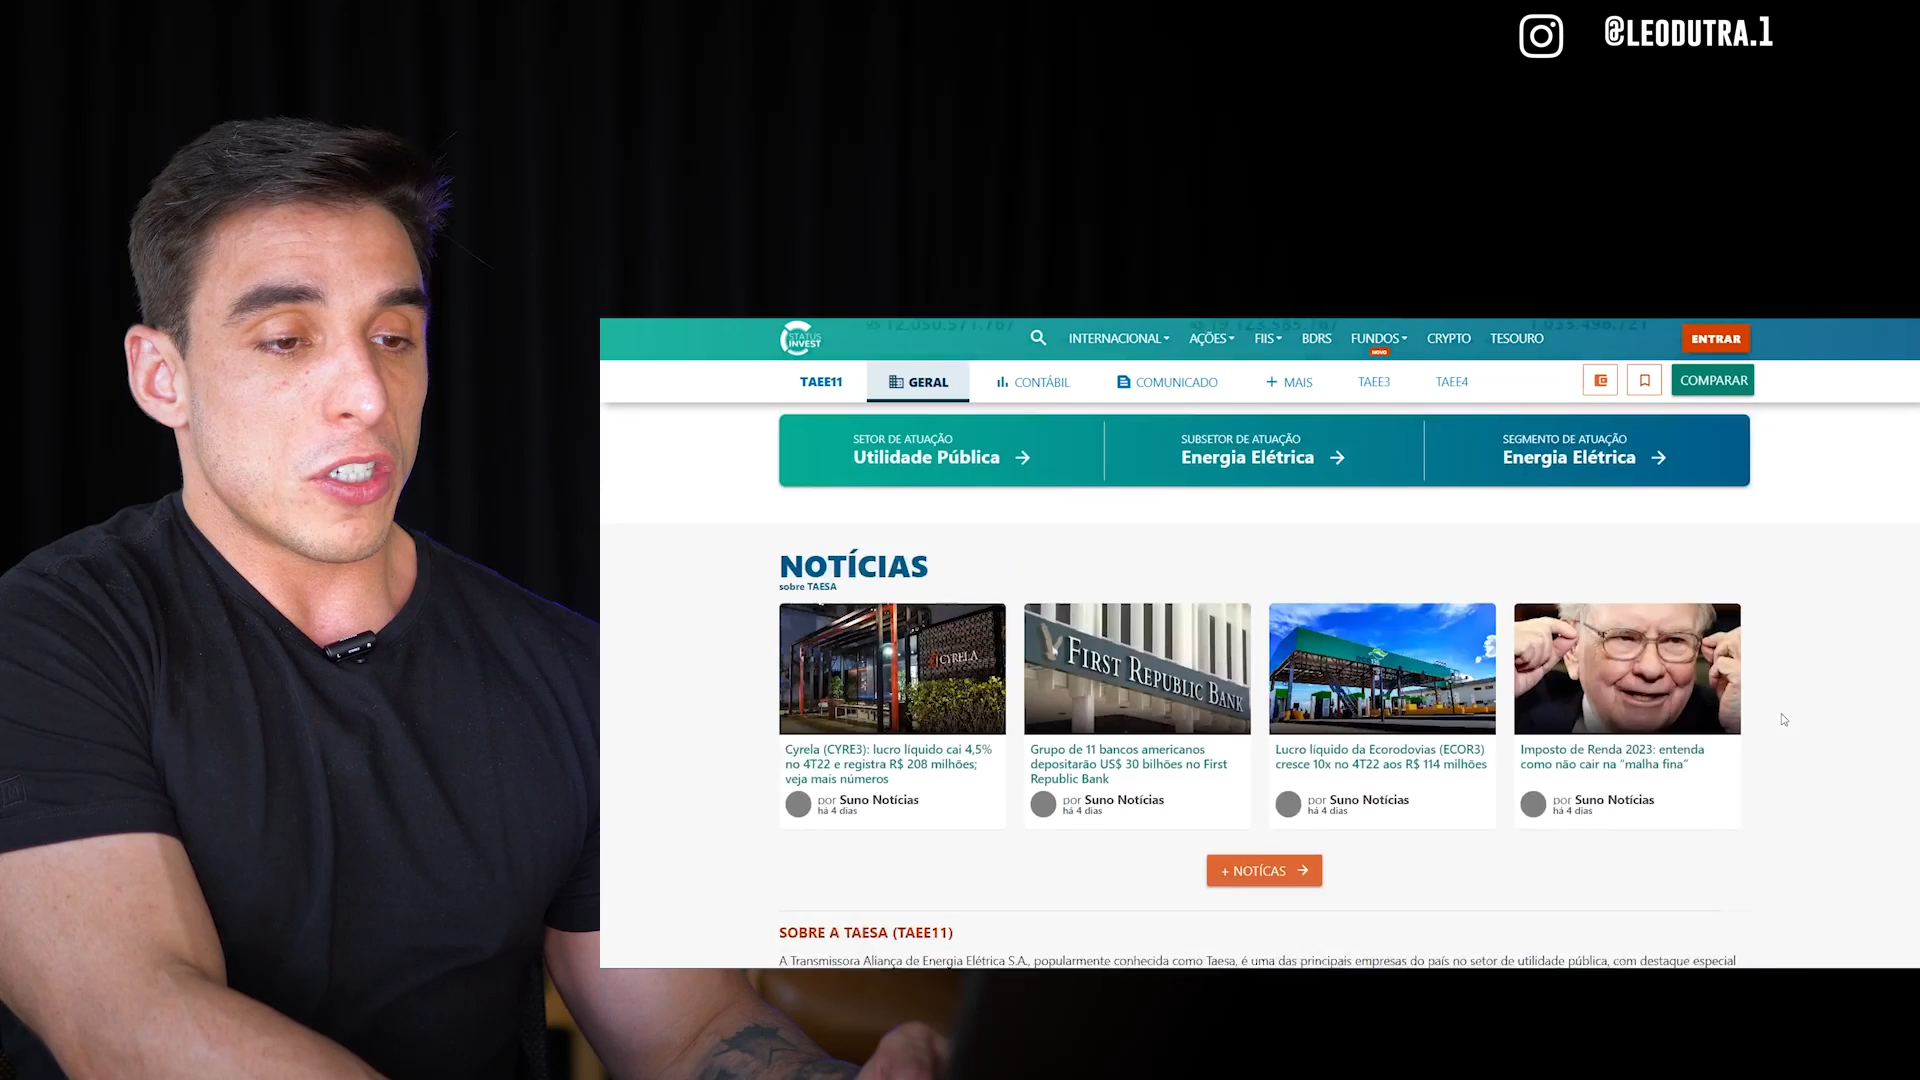 @LEODUTRA.1
STATUS
INVEST
INTERNACIONAL
AÇÕES
FIIS
BDRS
FUNDOS
NOVO
CRYPTO
TESOURO
ENTRAR
TAEE11
GERAL
CONTÁBIL
COMUNICADO
+ MAIS
TAEE3
TAEE4
COMPARAR
SETOR DE ATUAÇÃO
Utilidade Pública →
SUBSETOR DE ATUAÇÃO
Energia Elétrica →
SEGMENTO DE ATUAÇÃO
Energia Elétrica →
NOTÍCIAS
sobre TAESA
CYRELA
FIRST REPUBLIC BANK
Cyrela (CYRE3): lucro líquido cai 4,5%
no 4T22 e registra R$ 208 milhões;
veja mais números
por Suno Notícias
há 4 dias
Grupo de 11 bancos americanos
depositarão US$ 30 bilhões no First
Republic Bank
por Suno Notícias
há 4 dias
Lucro líquido da Ecorodovias (ECOR3)
cresce 10x no 4T22 aos R$ 114 milhões
por Suno Notícias
há 4 dias
Imposto de Renda 2023: entenda
como não cair na “malha fina”
por Suno Notícias
há 4 dias
+ NOTÍCAS →
SOBRE A TAESA (TAEE11)
A Transmissora Aliança de Energia Elétrica S.A., popularmente conhecida como Taesa, é uma das principais empresas do país no setor de utilidade pública, com destaque especial